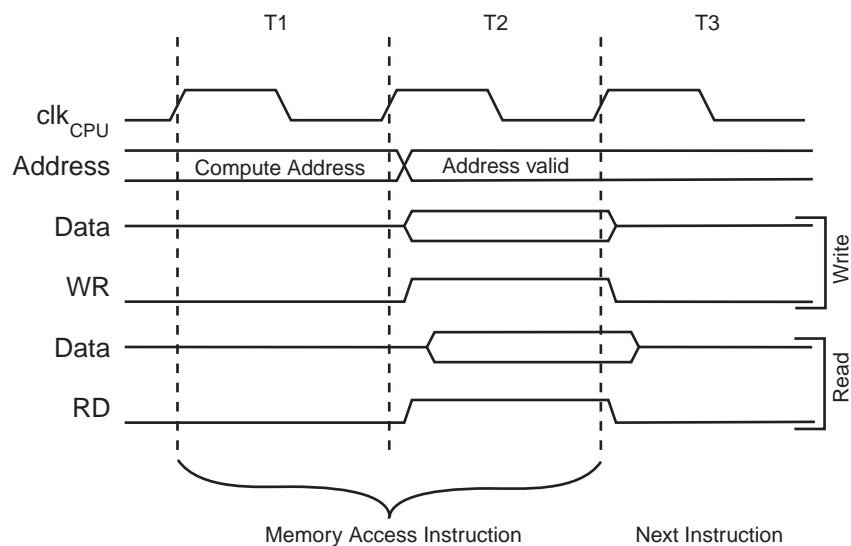 T1 T2 T3
clkCPU
Address Compute Address Address valid
Data
WR
Write
Data
RD
Read
Memory Access Instruction Next Instruction